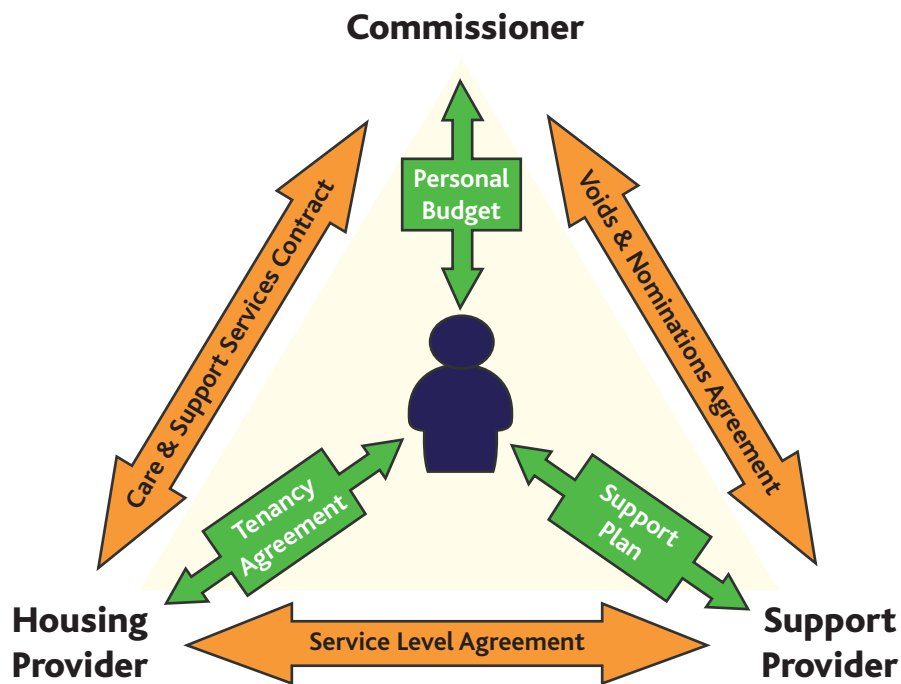 Commissioner
Personal
Budget
Care & Support Services Contract
Voids & Nominations Agreement
Tenancy
Agreement
Support
Plan
Housing
Provider
Service Level Agreement
Support
Provider